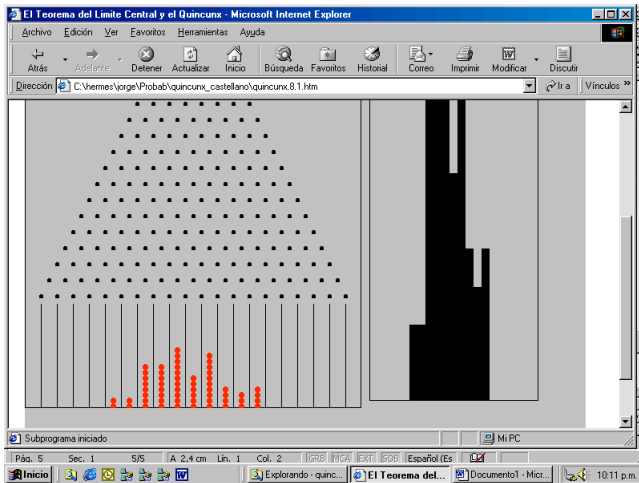 El Teorema del Limite Central y el Quincunx - Microsoft Internet Explorer
Archivo Edición Ver Favoritos Herramientas Ayuda
Atrás Adelante Detener Actualizar Inicio Búsqueda Favoritos Historial Correo Imprimir Modificar Discutir
Dirección C:\hermes\jorge\Probab\quincunx_castellano\quincunx.8.1.htm Ir a Vínculos »
Subprograma iniciado Mi PC
Pág. 5 Sec. 1 5/5 A 2,4 cm Lín. 1 Col. 2 GRB MCA EXT SOB Español (Es
Inicio Explorando - quinc... El Teorema del... Documento1 - Micr... 10:11 p.m.